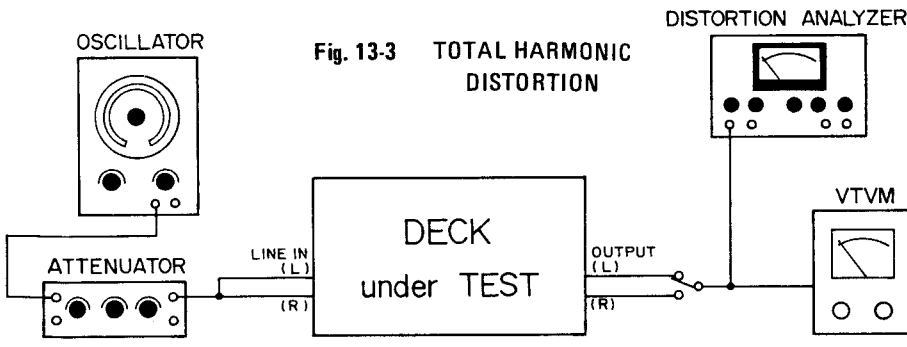 DISTORTION ANALYZER
OSCILLATOR
Fig. 13-3 TOTAL HARMONIC
DISTORTION
VTVM
ATTENUATOR
LINE IN
(L)
(R)
DECK
under TEST
OUTPUT
(L)
(R)